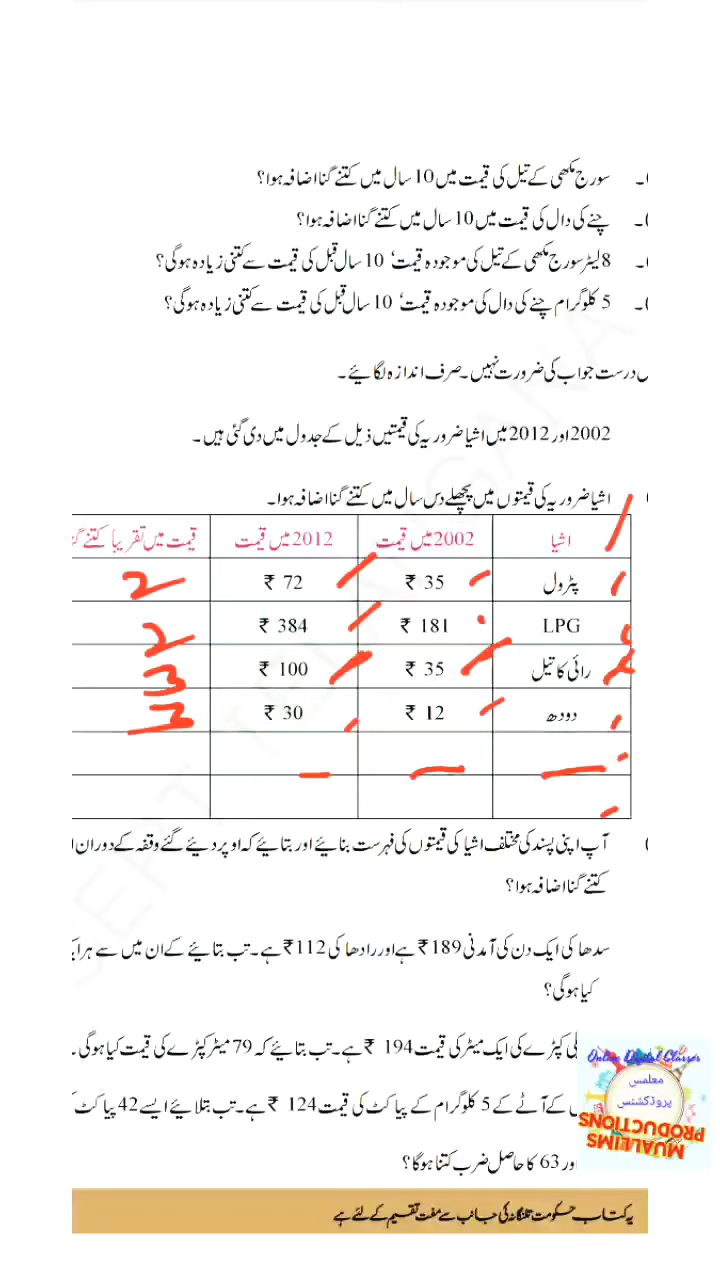 ۔ سورج مکھی کے تیل کی قیمت میں 10 سال میں کتنے گنا اضافہ ہوا؟
۔ چنے کی دال کی قیمت میں 10 سال میں کتنے گنا اضافہ ہوا؟
۔ 8 لیٹر سورج مکھی کے تیل کی موجودہ قیمت، 10 سال قبل کی قیمت سے کتنی زیادہ ہوگی؟
۔ 5 کلوگرام چنے کی دال کی موجودہ قیمت، 10 سال قبل کی قیمت سے کتنی زیادہ ہوگی؟
درست جواب کی ضرورت نہیں۔ صرف اندازہ لگائیے۔
2002 اور 2012 میں اشیا ضروریہ کی قیمتیں ذیل کے جدول میں دی گئی ہیں۔
اشیا ضروریہ کی قیمتوں میں پچھلے دس سال میں کتنے گنا اضافہ ہوا۔
اشیا 2002 میں قیمت 2012 میں قیمت قیمت میں تقریباً کتنے
پٹرول ₹ 35 ₹ 72 2
LPG ₹ 181 ₹ 384 2
رائی کا تیل ₹ 35 ₹ 100 3
دودھ ₹ 12 ₹ 30 3
آپ اپنی پسند کی مختلف اشیا کی قیمتوں کی فہرست بنائیے اور بتائیے کہ اوپر دیئے گئے وقفہ کے دوران
کتنے گنا اضافہ ہوا؟
سدھا کی ایک دن کی آمدنی ₹189 ہے اور رادھا کی ₹112 ہے۔ تب بتائیے کے ان میں سے ہر
کیا ہوگی؟
کپڑے کی ایک میٹر کی قیمت ₹ 194 ہے۔ تب بتائیے کہ 79 میٹر کپڑے کی قیمت کیا ہوگی۔
کے آٹے کے 5 کلوگرام کے پیاکٹ کی قیمت ₹ 124 ہے۔ تب بتلایئے ایسے 42 پیاکٹ
اور 63 کا حاصل ضرب کتنا ہوگا؟
Online Digital Classes
معلمس
پروڈکشنس
MUALLIMS
PRODUCTIONS
یہ کتاب حکومت تلنگانہ کی جانب سے مفت تقسیم کے لئے ہے